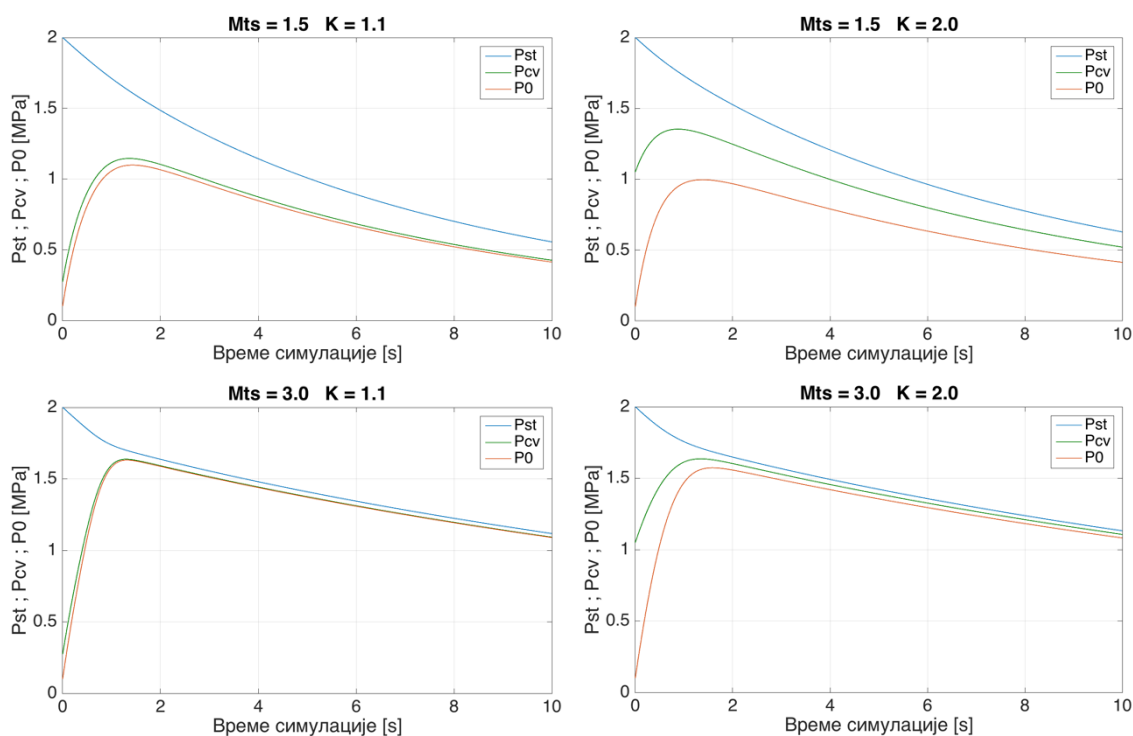 Mts = 1.5 K = 1.1
Pst ; Pcv ; P0 [MPa]
2
1.5
1
0.5
0
Pst
Pcv
P0
0 2 4 6 8 10
Време симулације [s]
Mts = 1.5 K = 2.0
Pst ; Pcv ; P0 [MPa]
2
1.5
1
0.5
0
Pst
Pcv
P0
0 2 4 6 8 10
Време симулације [s]
Mts = 3.0 K = 1.1
Pst ; Pcv ; P0 [MPa]
2
1.5
1
0.5
0
Pst
Pcv
P0
0 2 4 6 8 10
Време симулације [s]
Mts = 3.0 K = 2.0
Pst ; Pcv ; P0 [MPa]
2
1.5
1
0.5
0
Pst
Pcv
P0
0 2 4 6 8 10
Време симулације [s]